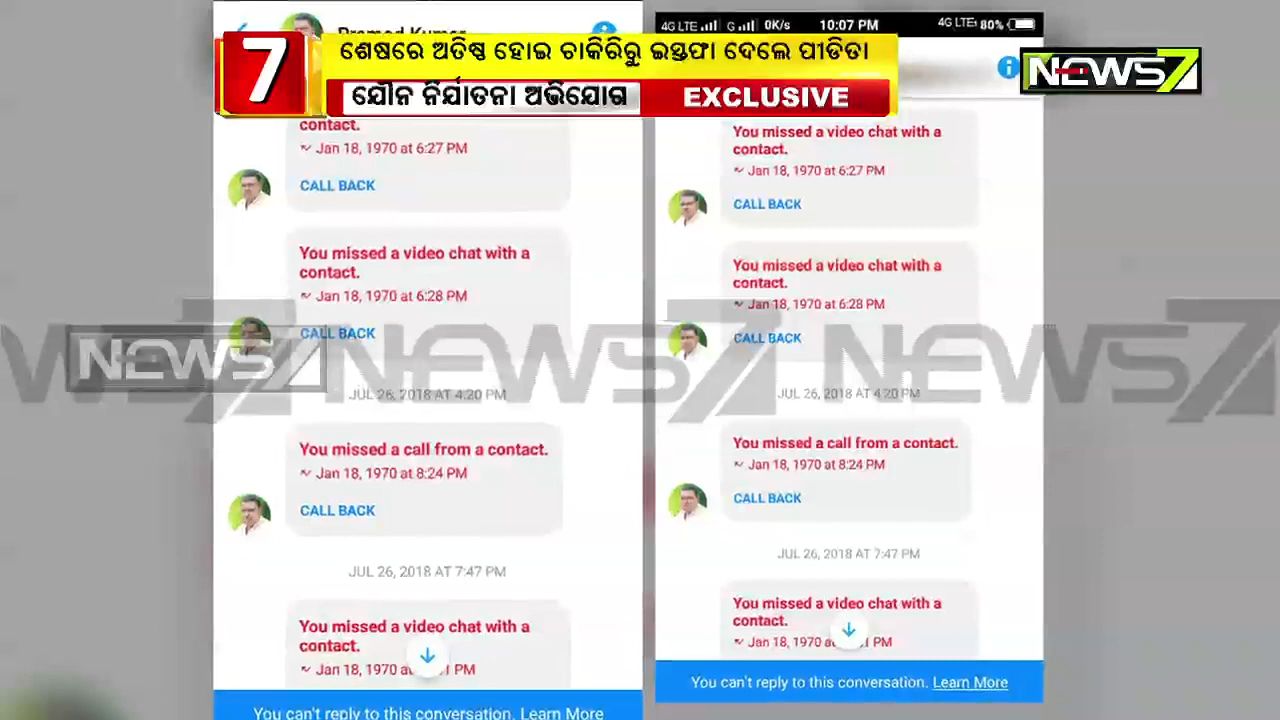 7
ଶେଷରେ ଅତିଷ୍ଠ ହୋଇ ଚାକିରିରୁ ଇସ୍ତଫା ଦେଲେ ପୀଡିତା
ଯୌନ ନିର୍ଯାତନା ଅଭିଯୋଗ EXCLUSIVE
NEWS7
contact.
Jan 18, 1970 at 6:27 PM
CALL BACK
You missed a video chat with a
contact.
Jan 18, 1970 at 6:28 PM
CALL BACK
JUL 26, 2018 AT 4:20 PM
You missed a call from a contact.
Jan 18, 1970 at 8:24 PM
CALL BACK
JUL 26, 2018 AT 7:47 PM
You missed a video chat with a
contact.
Jan 18, 1970 PM
You can't reply to this conversation. Learn More
4G LTE G 0K/s 10:07 PM 4G LTE 80%
You missed a video chat with a
contact.
Jan 18, 1970 at 6:27 PM
CALL BACK
You missed a video chat with a
contact.
Jan 18, 1970 at 6:28 PM
CALL BACK
JUL 26, 2018 AT 4:20 PM
You missed a call from a contact.
Jan 18, 1970 at 8:24 PM
CALL BACK
JUL 26, 2018 AT 7:47 PM
You missed a video chat with a
contact.
Jan 18, 1970 PM
You can't reply to this conversation. Learn More
NEWS7
NEWS7
NEWS7